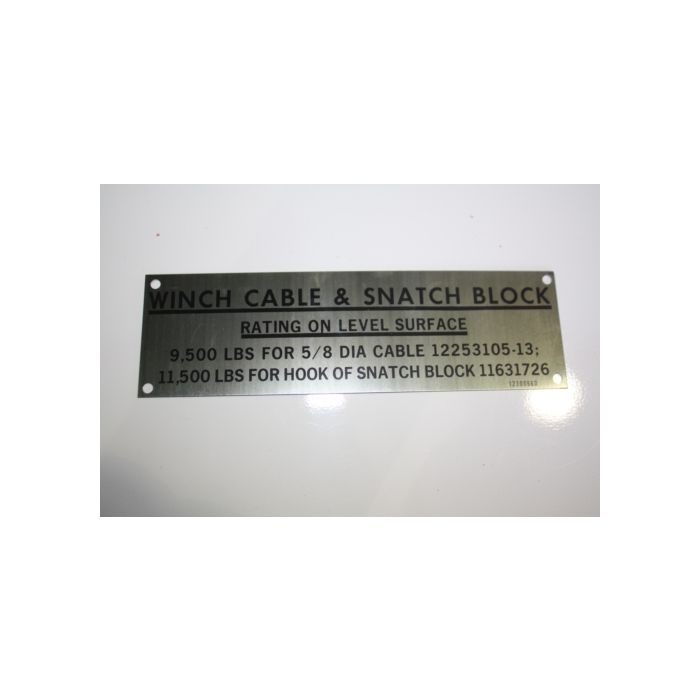 WINCH CABLE & SNATCH BLOCK
RATING ON LEVEL SURFACE
9,500 LBS FOR 5/8 DIA CABLE 12253105-13;
11,500 LBS FOR HOOK OF SNATCH BLOCK 11631726